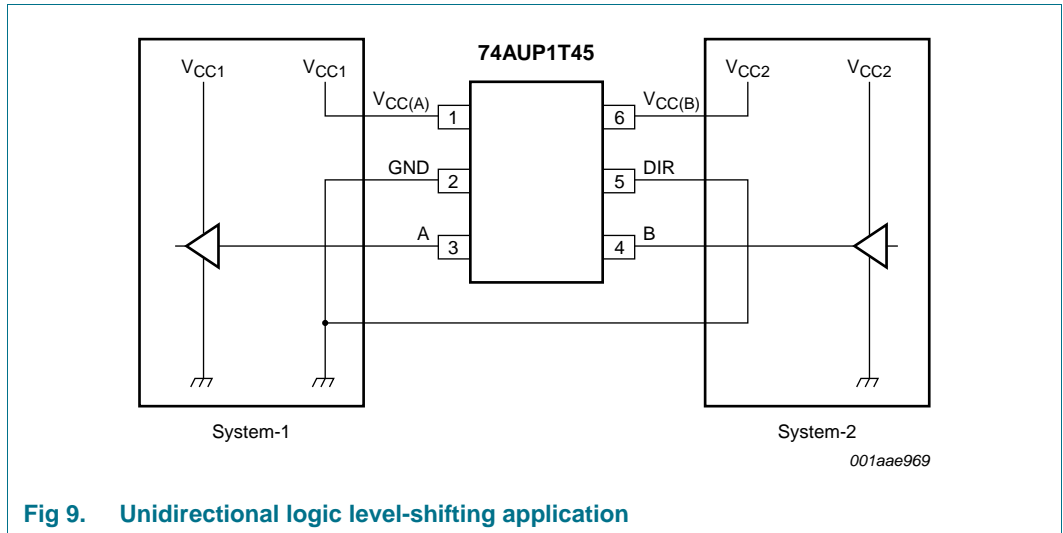 74AUP1T45
VCC1
VCC1
VCC2
VCC2
VCC(A)
1
6
VCC(B)
GND
2
5
DIR
A
3
4
B
System-1
System-2
001aae969
Fig 9. Unidirectional logic level-shifting application